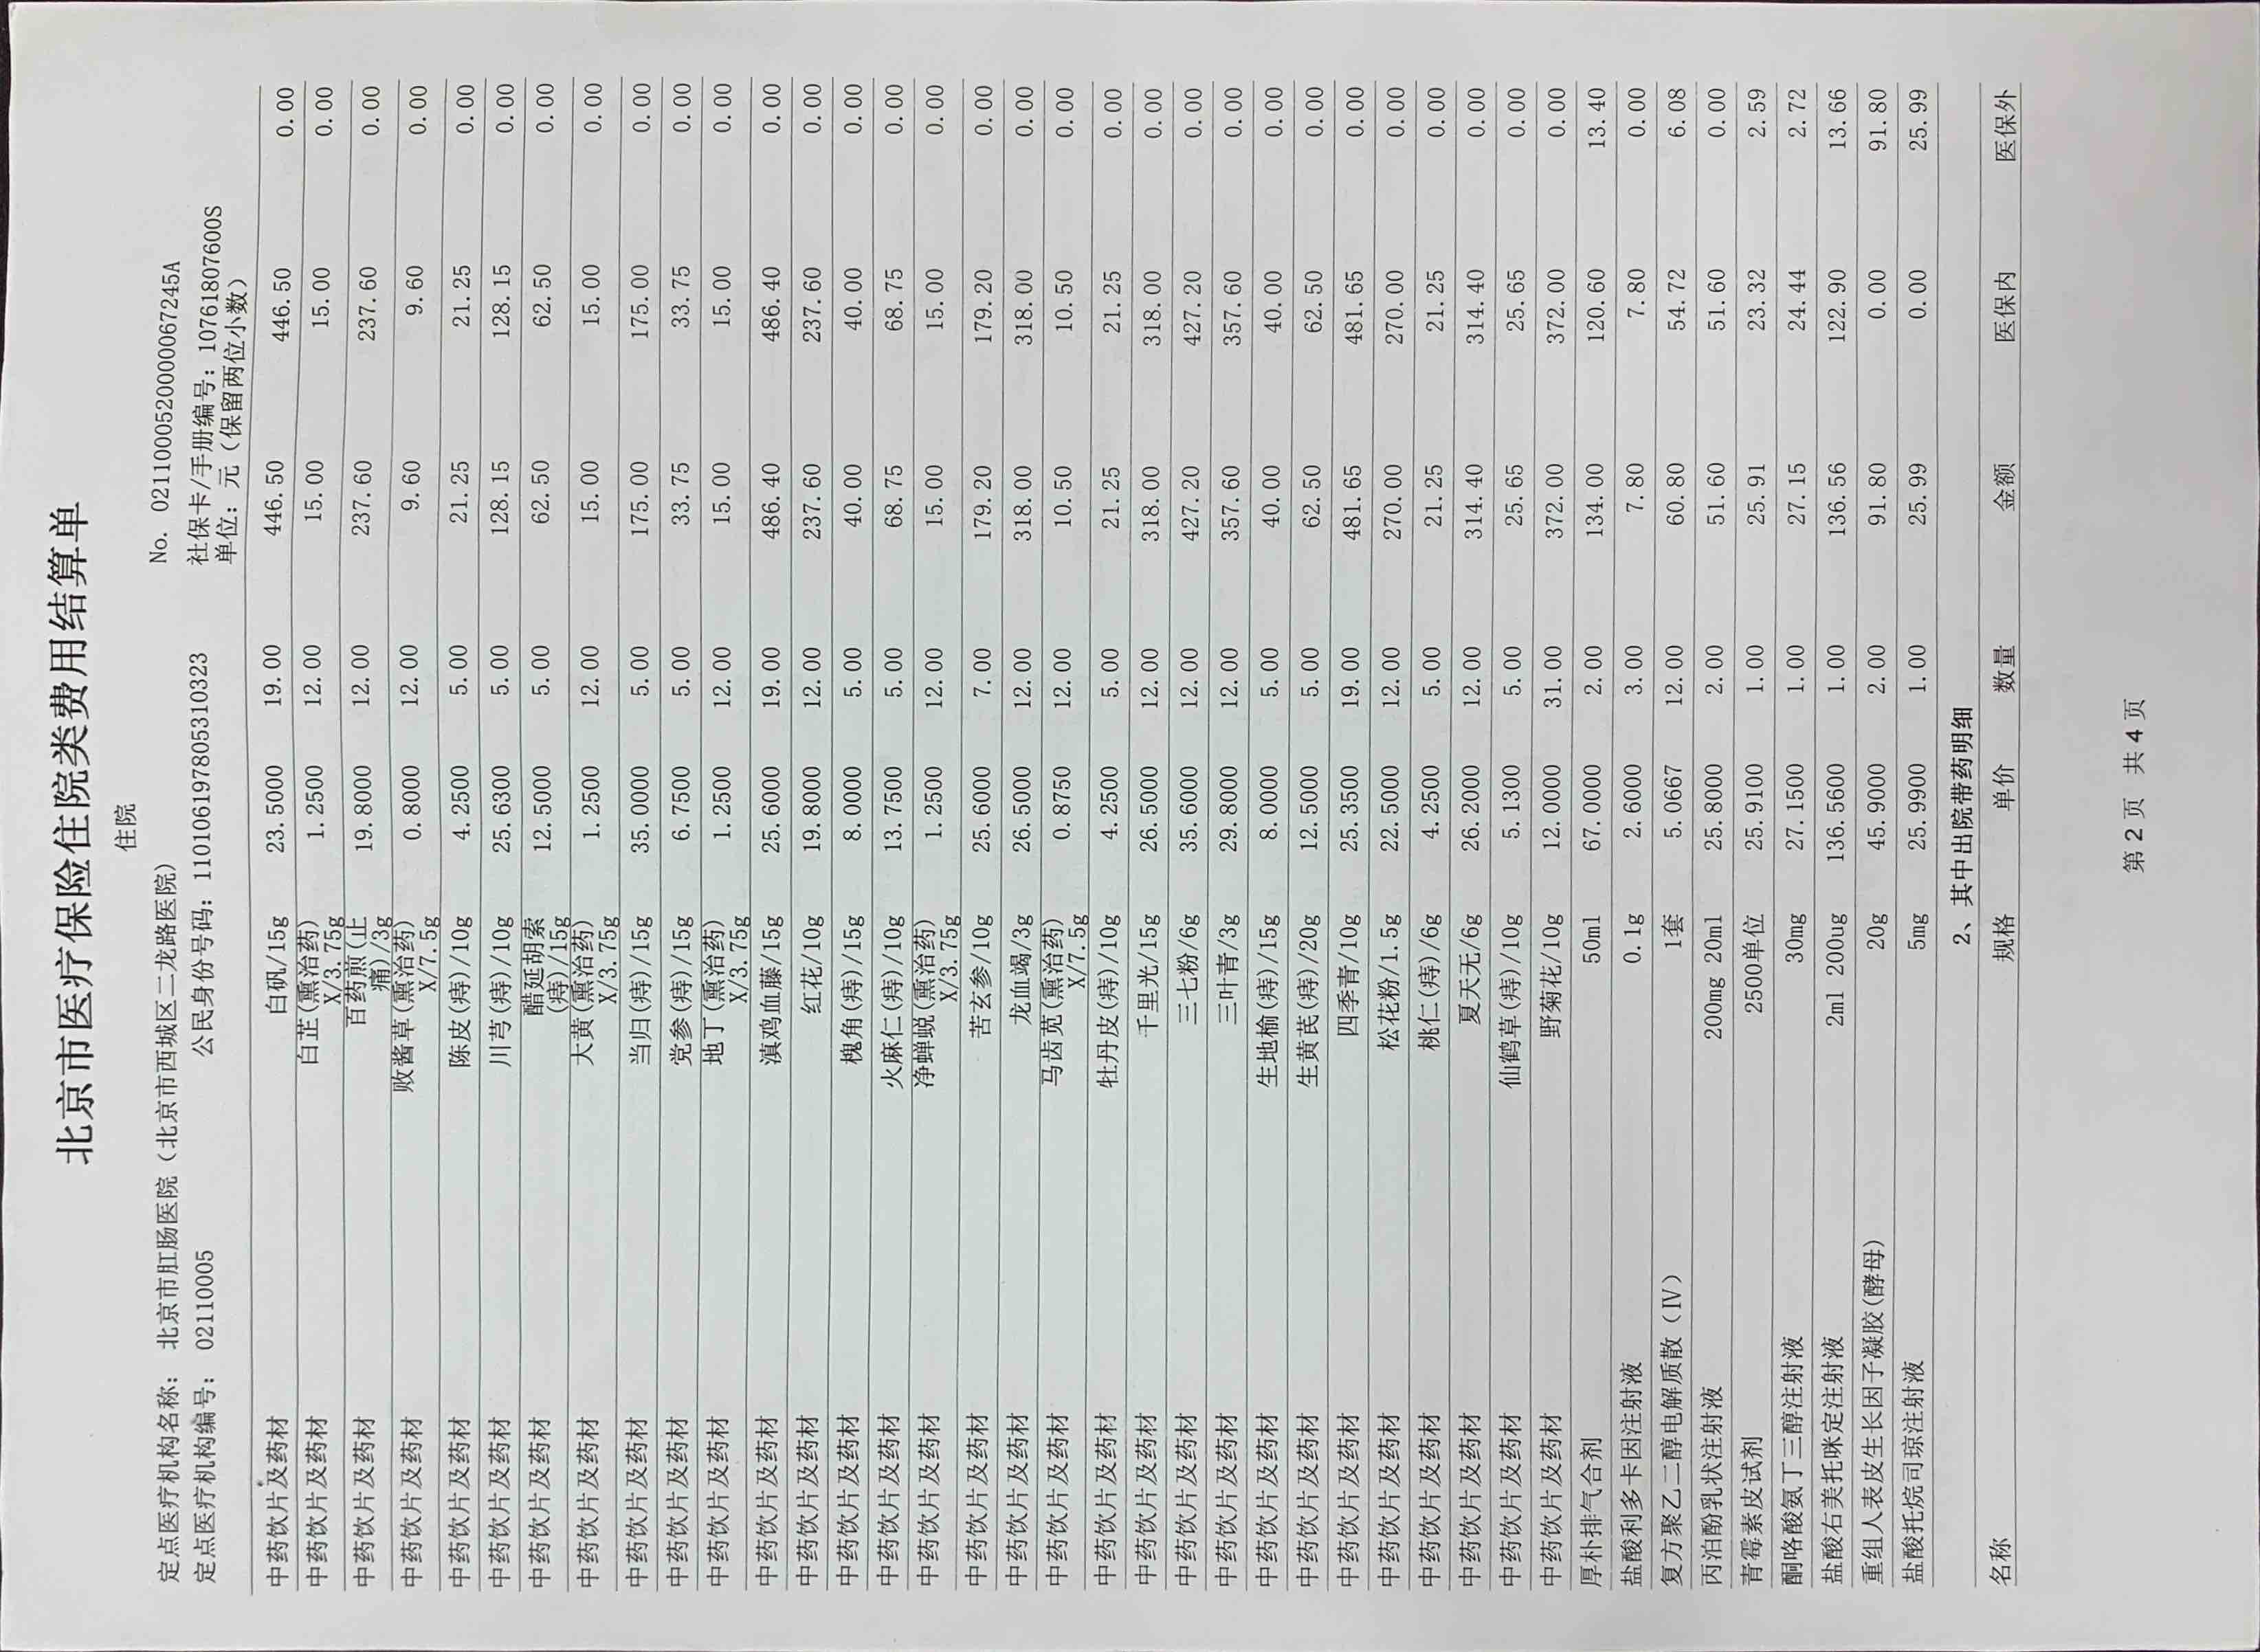 北京市医疗保险住院类费用结算单
住院
定点医疗机构名称： 北京市肛肠医院（北京市西城区二龙路医院） No. 0211000520000067245A
定点医疗机构编号： 02110005 公民身份号码：110106197805310323 社保卡/手册编号：10761807600S
单位：元（保留两位小数）
中药饮片及药材 白矾/15g 23.5000 19.00 446.50 446.50 0.00
中药饮片及药材 白芷(熏治药) 1.2500 12.00 15.00 15.00 0.00
X/3.75g
中药饮片及药材 百药煎(止 19.8000 12.00 237.60 237.60 0.00
痛)/3g
中药饮片及药材 败酱草(熏治药) 0.8000 12.00 9.60 9.60 0.00
X/7.5g
中药饮片及药材 陈皮(痔)/10g 4.2500 5.00 21.25 21.25 0.00
中药饮片及药材 川芎(痔)/10g 25.6300 5.00 128.15 128.15 0.00
中药饮片及药材 醋延胡索 12.5000 5.00 62.50 62.50 0.00
(痔)/15g
中药饮片及药材 大黄(熏治药) 1.2500 12.00 15.00 15.00 0.00
X/3.75g
中药饮片及药材 当归(痔)/15g 35.0000 5.00 175.00 175.00 0.00
中药饮片及药材 党参(痔)/15g 6.7500 5.00 33.75 33.75 0.00
中药饮片及药材 地丁(熏治药) 1.2500 12.00 15.00 15.00 0.00
X/3.75g
中药饮片及药材 滇鸡血藤/15g 25.6000 19.00 486.40 486.40 0.00
中药饮片及药材 红花/10g 19.8000 12.00 237.60 237.60 0.00
中药饮片及药材 槐角(痔)/15g 8.0000 5.00 40.00 40.00 0.00
中药饮片及药材 火麻仁(痔)/10g 13.7500 5.00 68.75 68.75 0.00
中药饮片及药材 净蝉蜕(熏治药) 1.2500 12.00 15.00 15.00 0.00
X/3.75g
中药饮片及药材 苦玄参/10g 25.6000 7.00 179.20 179.20 0.00
中药饮片及药材 龙血竭/3g 26.5000 12.00 318.00 318.00 0.00
中药饮片及药材 马齿苋(熏治药) 0.8750 12.00 10.50 10.50 0.00
X/7.5g
中药饮片及药材 牡丹皮(痔)/10g 4.2500 5.00 21.25 21.25 0.00
中药饮片及药材 千里光/15g 26.5000 12.00 318.00 318.00 0.00
中药饮片及药材 三七粉/6g 35.6000 12.00 427.20 427.20 0.00
中药饮片及药材 三叶青/3g 29.8000 12.00 357.60 357.60 0.00
中药饮片及药材 生地榆(痔)/15g 8.0000 5.00 40.00 40.00 0.00
中药饮片及药材 生黄芪(痔)/20g 12.5000 5.00 62.50 62.50 0.00
中药饮片及药材 四季青/10g 25.3500 19.00 481.65 481.65 0.00
中药饮片及药材 松花粉/1.5g 22.5000 12.00 270.00 270.00 0.00
中药饮片及药材 桃仁(痔)/6g 4.2500 5.00 21.25 21.25 0.00
中药饮片及药材 夏天无/6g 26.2000 12.00 314.40 314.40 0.00
中药饮片及药材 仙鹤草(痔)/10g 5.1300 5.00 25.65 25.65 0.00
中药饮片及药材 野菊花/10g 12.0000 31.00 372.00 372.00 0.00
厚朴排气合剂 50ml 67.0000 2.00 134.00 120.60 13.40
盐酸利多卡因注射液 0.1g 2.6000 3.00 7.80 7.80 0.00
复方聚乙二醇电解质散（Ⅳ） 1套 5.0667 12.00 60.80 54.72 6.08
丙泊酚乳状注射液 200mg 20ml 25.8000 2.00 51.60 51.60 0.00
青霉素皮试剂 2500单位 25.9100 1.00 25.91 23.32 2.59
酮咯酸氨丁三醇注射液 30mg 27.1500 1.00 27.15 24.44 2.72
盐酸右美托咪定注射液 2ml 200ug 136.5600 1.00 136.56 122.90 13.66
重组人表皮生长因子凝胶(酵母) 20g 45.9000 2.00 91.80 0.00 91.80
盐酸托烷司琼注射液 5mg 25.9900 1.00 25.99 0.00 25.99
2、其中出院带药明细
名称 规格 单价 数量 金额 医保内 医保外
第 2 页 共 4 页